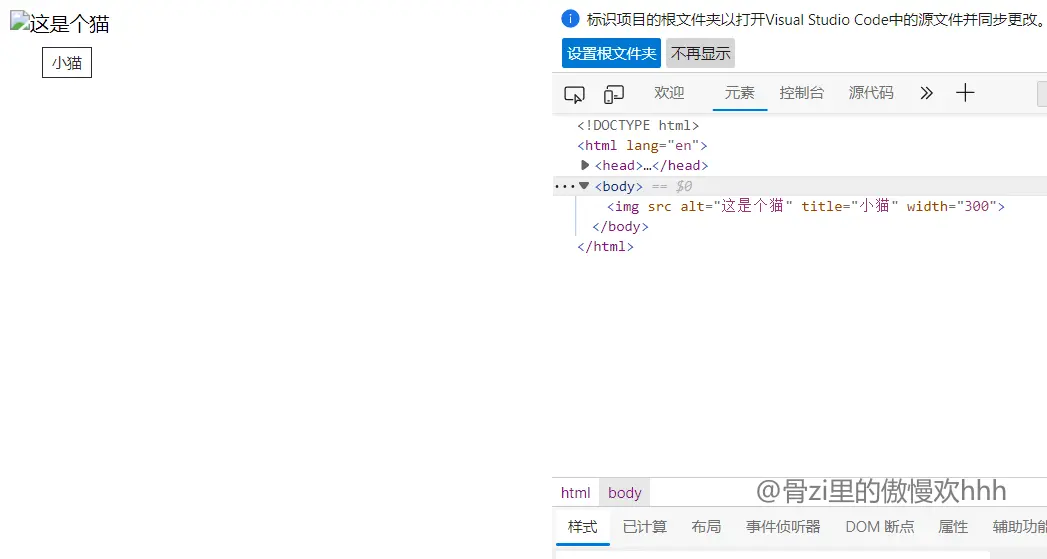 这是个猫
小猫
标识项目的根文件夹以打开Visual Studio Code中的源文件并同步更改。
设置根文件夹 不再显示
欢迎 元素 控制台 源代码
<!DOCTYPE html>
<html lang="en">
<head>…</head>
<body> == $0
<img src alt="这是个猫" title="小猫" width="300">
</body>
</html>
html body
@骨zi里的傲慢欢hhh
样式 已计算 布局 事件侦听器 DOM 断点 属性 辅助功能